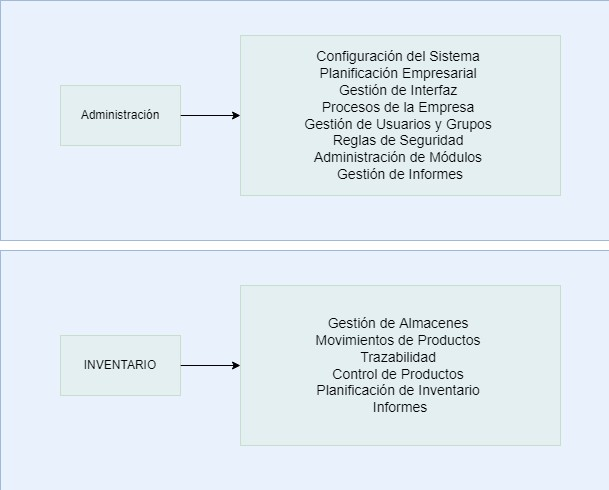 Administración
Configuración del Sistema
Planificación Empresarial
Gestión de Interfaz
Procesos de la Empresa
Gestión de Usuarios y Grupos
Reglas de Seguridad
Administración de Módulos
Gestión de Informes
INVENTARIO
Gestión de Almacenes
Movimientos de Productos
Trazabilidad
Control de Productos
Planificación de Inventario
Informes